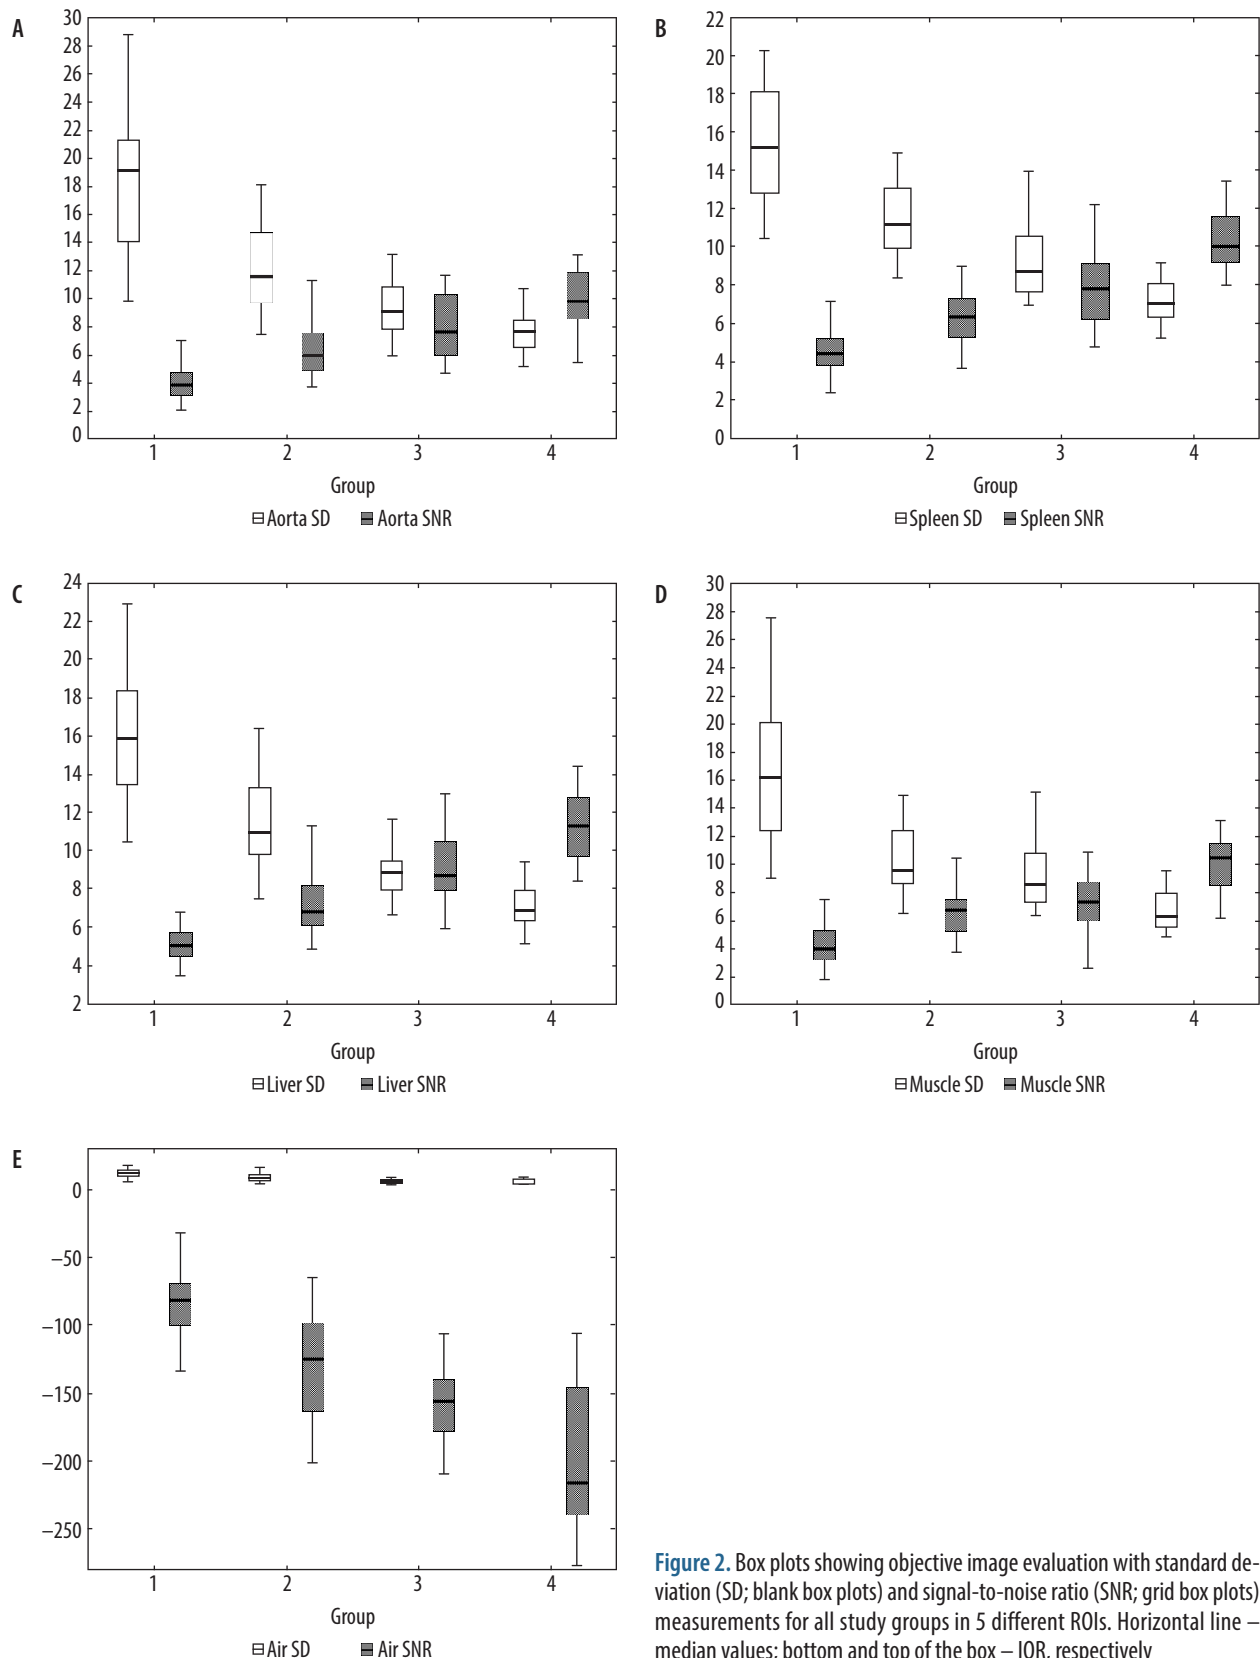 A
30
28
26
24
22
20
18
16
14
12
10
8
6
4
2
0
1 2 3 4
Group
Aorta SD Aorta SNR
B
22
20
18
16
14
12
10
8
6
4
2
0
1 2 3 4
Group
Spleen SD Spleen SNR
C
24
22
20
18
16
14
12
10
8
6
4
2
1 2 3 4
Group
Liver SD Liver SNR
D
30
28
26
24
22
20
18
16
14
12
10
8
6
4
2
0
1 2 3 4
Group
Muscle SD Muscle SNR
E
0
−50
−100
−150
−200
−250
1 2 3 4
Group
Air SD Air SNR
Figure 2. Box plots showing objective image evaluation with standard de-
viation (SD; blank box plots) and signal-to-noise ratio (SNR; grid box plots)
measurements for all study groups in 5 different ROIs. Horizontal line –
median values; bottom and top of the box – IQR, respectively